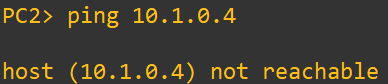 PC2> ping 10.1.0.4
host (10.1.0.4) not reachable